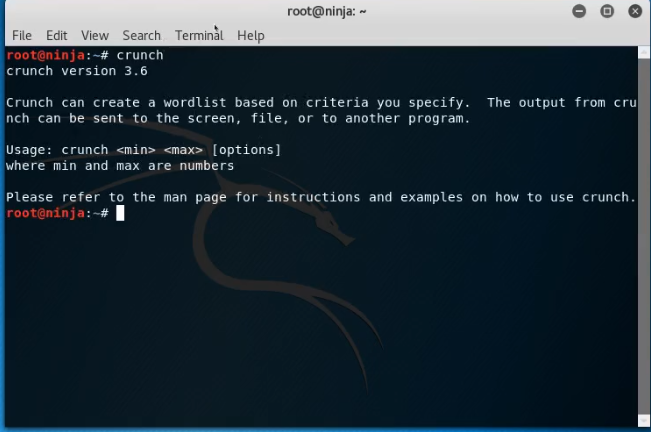 root@ninja: ~
File Edit View Search Terminal Help
root@ninja:~# crunch
crunch version 3.6
Crunch can create a wordlist based on criteria you specify.  The output from cru
nch can be sent to the screen, file, or to another program.
Usage: crunch <min> <max> [options]
where min and max are numbers
Please refer to the man page for instructions and examples on how to use crunch.
root@ninja:~#